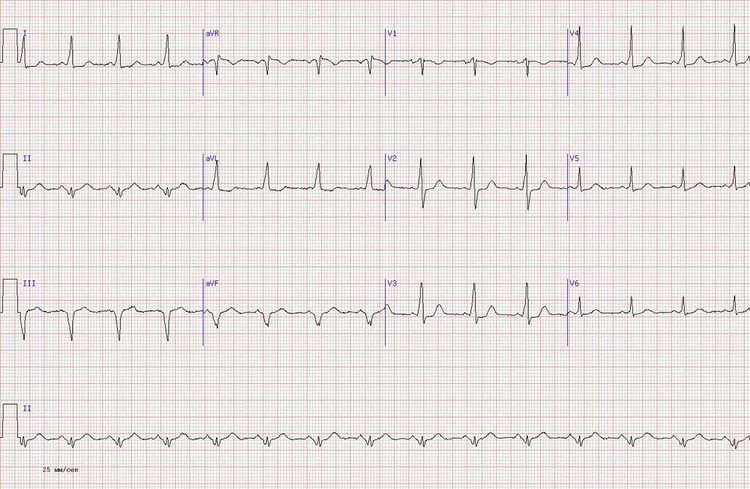 I aVR V1 V4
II aVL V2 V5
III aVF V3 V6
II
25 мм/сек